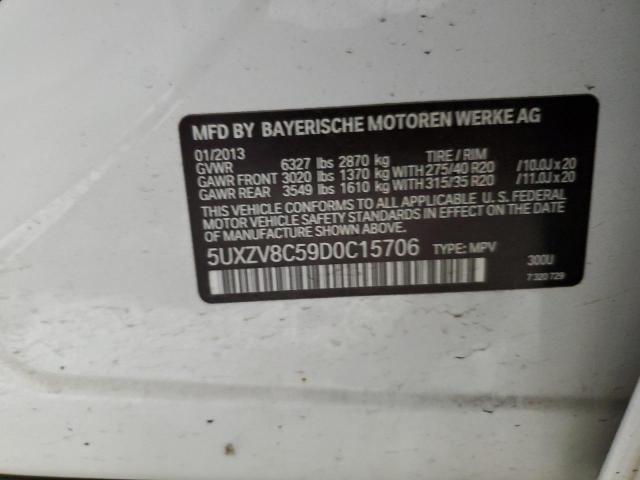 MFD BY BAYERISCHE MOTOREN WERKE AG
01/2013 TIRE / RIM
GVWR 6327 lbs 2870 kg
GAWR FRONT 3020 lbs 1370 kg WITH 275/40 R20 /10.0J x 20
GAWR REAR 3549 lbs 1610 kg WITH 315/35 R20 /11.0J x 20
THIS VEHICLE CONFORMS TO ALL APPLICABLE U. S. FEDERAL
MOTOR VEHICLE SAFETY STANDARDS IN EFFECT ON THE DATE
OF MANUFACTURE SHOWN ABOVE.
5UXZV8C59D0C15706 TYPE: MPV
300U
7 320 729